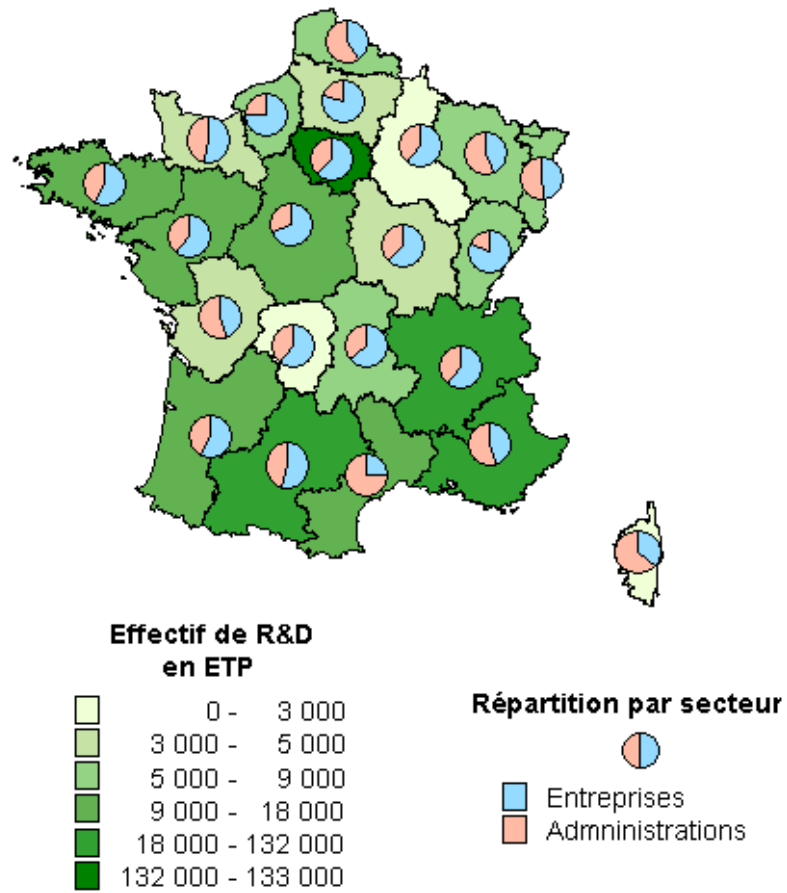 Effectif de R&D
en ETP
0 - 3 000
3 000 - 5 000
5 000 - 9 000
9 000 - 18 000
18 000 - 132 000
132 000 - 133 000
Répartition par secteur
Entreprises
Admninistrations